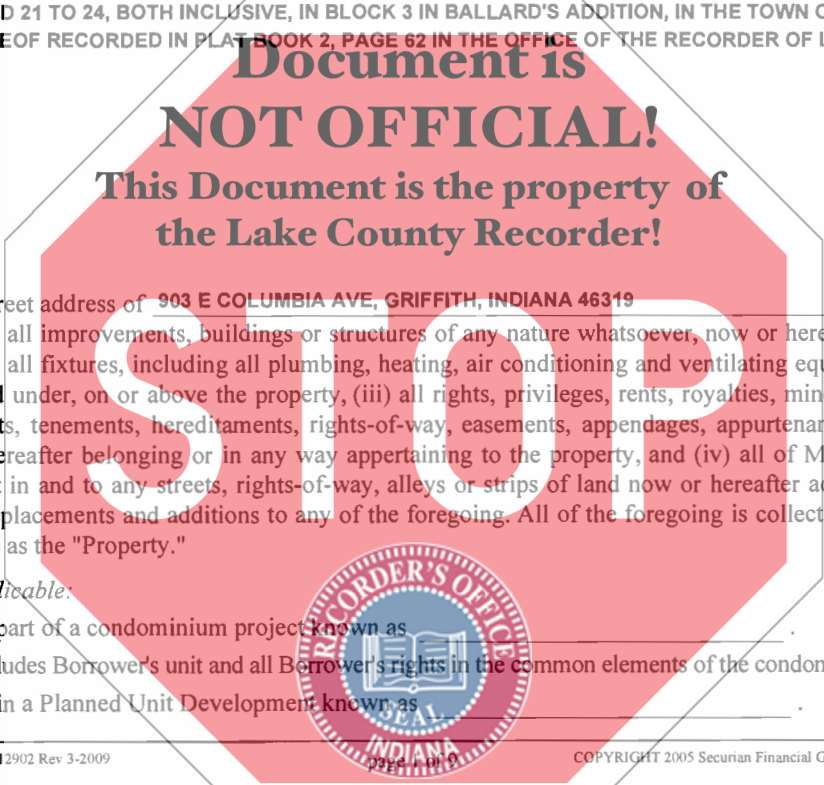 D 21 TO 24, BOTH INCLUSIVE, IN BLOCK 3 IN BALLARD'S ADDITION, IN THE TOWN O
EOF RECORDED IN PLAT BOOK 2, PAGE 62 IN THE OFFICE OF THE RECORDER OF L
Document is
NOT OFFICIAL!
This Document is the property of
the Lake County Recorder!
reet address of 903 E COLUMBIA AVE, GRIFFITH, INDIANA 46319
all improvements, buildings or structures of any nature whatsoever, now or here
all fixtures, including all plumbing, heating, air conditioning and ventilating equ
d under, on or above the property, (iii) all rights, privileges, rents, royalties, min
ts, tenements, hereditaments, rights-of-way, easements, appendages, appurtenan
ereafter belonging or in any way appertaining to the property, and (iv) all of M
t in and to any streets, rights-of-way, alleys or strips of land now or hereafter ad
placements and additions to any of the foregoing. All of the foregoing is collect
as the "Property."
STOP
licable:
part of a condominium project known as .
ludes Borrower's unit and all Borrower's rights in the common elements of the condon
in a Planned Unit Development known as .
RECORDER'S OFFICE
SEAL
INDIANA
12902 Rev 3-2009 page 1 of 9 COPYRIGHT 2005 Securian Financial G